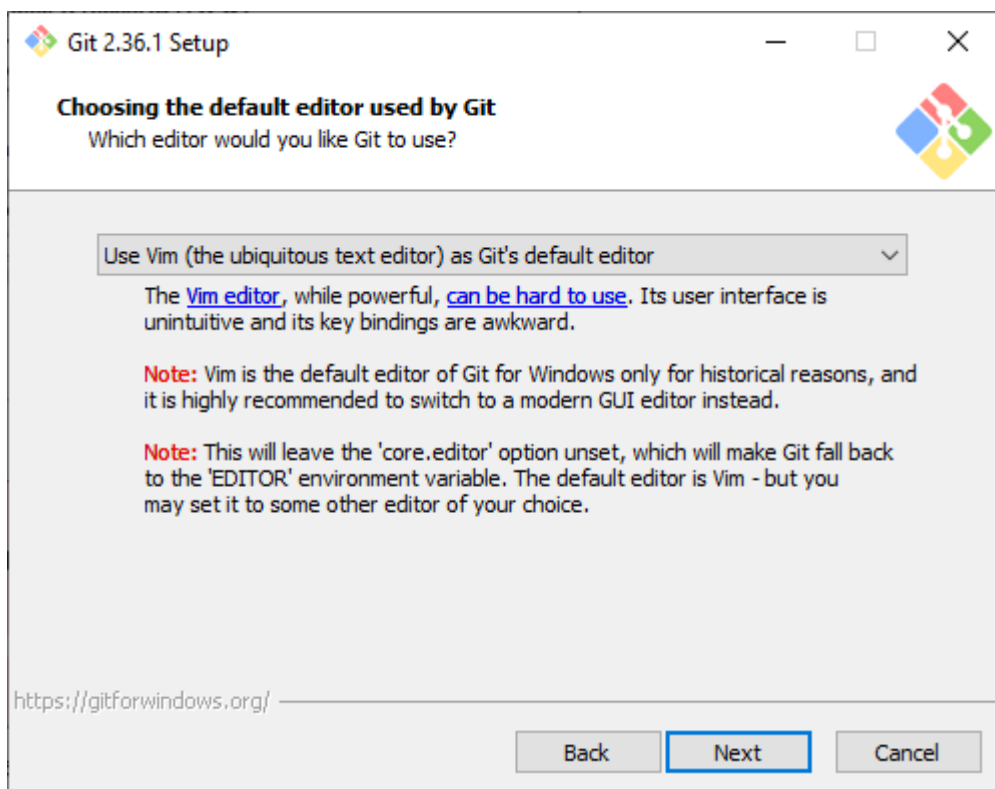 Git 2.36.1 Setup
Choosing the default editor used by Git
Which editor would you like Git to use?
Use Vim (the ubiquitous text editor) as Git's default editor
The Vim editor, while powerful, can be hard to use. Its user interface is
unintuitive and its key bindings are awkward.
Note: Vim is the default editor of Git for Windows only for historical reasons, and
it is highly recommended to switch to a modern GUI editor instead.
Note: This will leave the 'core.editor' option unset, which will make Git fall back
to the 'EDITOR' environment variable. The default editor is Vim - but you
may set it to some other editor of your choice.
https://gitforwindows.org/
Back Next Cancel